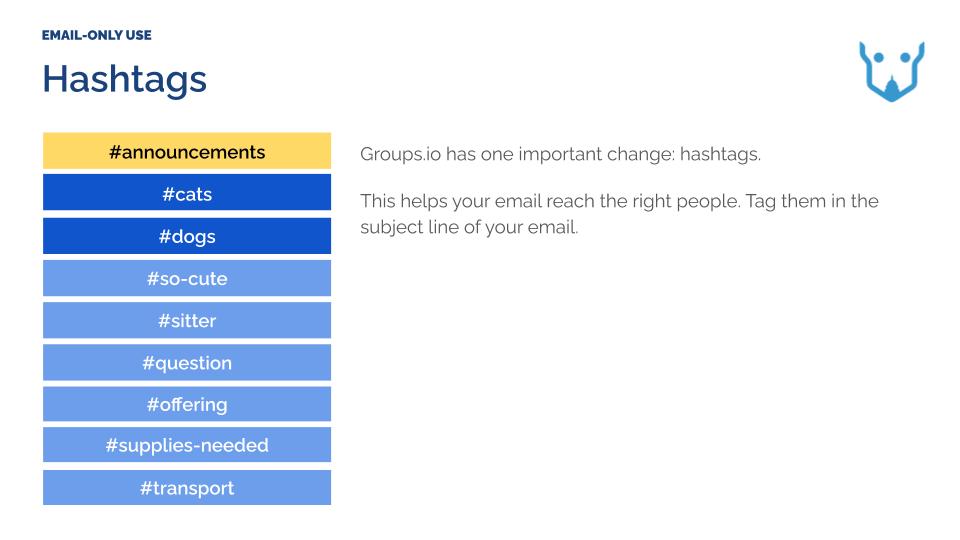 EMAIL-ONLY USE
Hashtags
#announcements
#cats
#dogs
#so-cute
#sitter
#question
#offering
#supplies-needed
#transport
Groups.io has one important change: hashtags.
This helps your email reach the right people. Tag them in the
subject line of your email.